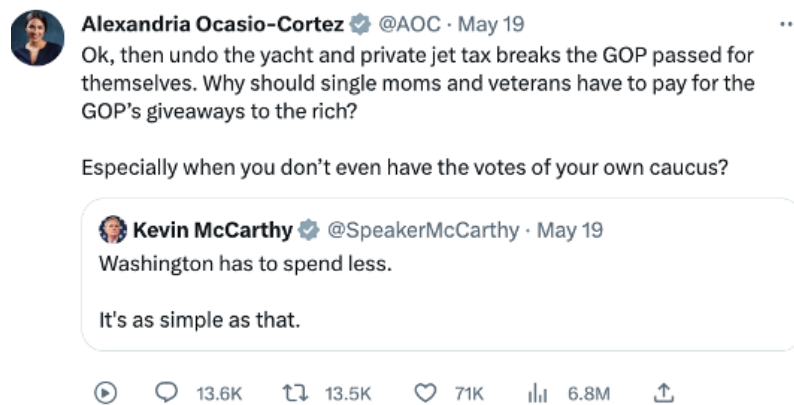 Alexandria Ocasio-Cortez @AOC · May 19
Ok, then undo the yacht and private jet tax breaks the GOP passed for
themselves. Why should single moms and veterans have to pay for the
GOP’s giveaways to the rich?
Especially when you don’t even have the votes of your own caucus?
Kevin McCarthy @SpeakerMcCarthy · May 19
Washington has to spend less.
It's as simple as that.
13.6K 13.5K 71K 6.8M